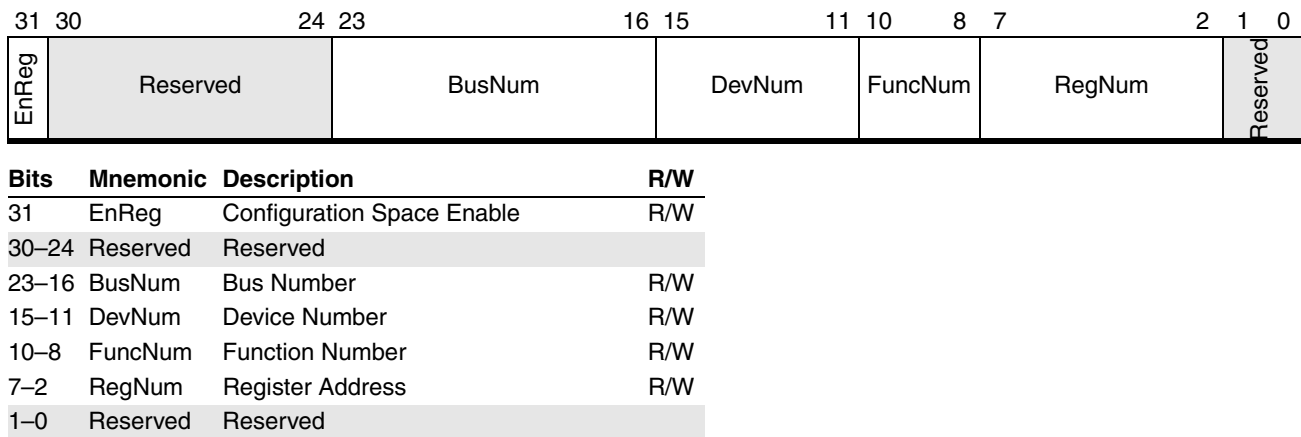 31 30 24 23 16 15 11 10 8 7 2 1 0
EnReg Reserved BusNum DevNum FuncNum RegNum Reserved
Bits Mnemonic Description R/W
31 EnReg Configuration Space Enable R/W
30–24 Reserved Reserved
23–16 BusNum Bus Number R/W
15–11 DevNum Device Number R/W
10–8 FuncNum Function Number R/W
7–2 RegNum Register Address R/W
1–0 Reserved Reserved